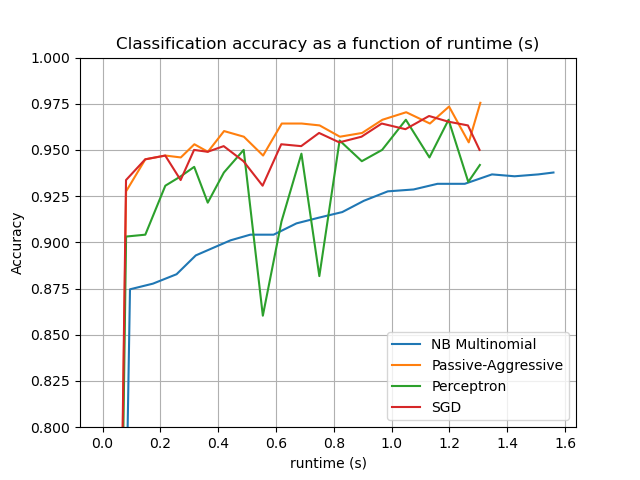 Classification accuracy as a function of runtime (s)
1.000
0.975
0.950
0.925
0.900
0.875
0.850
0.825
0.800
Accuracy
NB Multinomial
Passive-Aggressive
Perceptron
SGD
0.0 0.2 0.4 0.6 0.8 1.0 1.2 1.4 1.6
runtime (s)